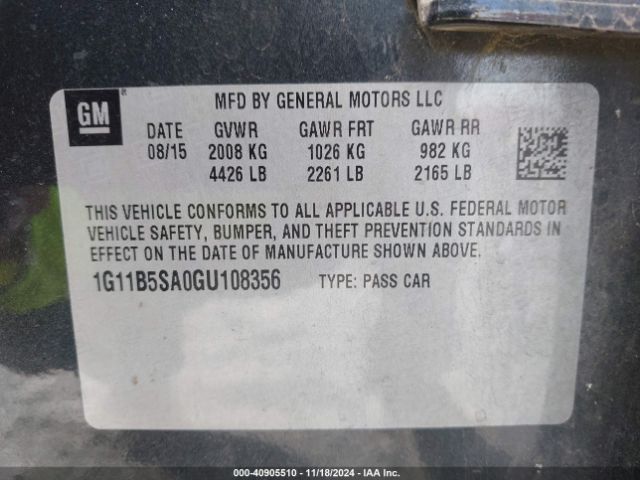 GM
MFD BY GENERAL MOTORS LLC
DATE GVWR GAWR FRT GAWR RR
08/15 2008 KG 1026 KG 982 KG
4426 LB 2261 LB 2165 LB
THIS VEHICLE CONFORMS TO ALL APPLICABLE U.S. FEDERAL MOTOR
VEHICLE SAFETY, BUMPER, AND THEFT PREVENTION STANDARDS IN
EFFECT ON THE DATE OF MANUFACTURE SHOWN ABOVE.
1G11B5SA0GU108356 TYPE: PASS CAR
000-40905510 - 11/18/2024 - IAA Inc.